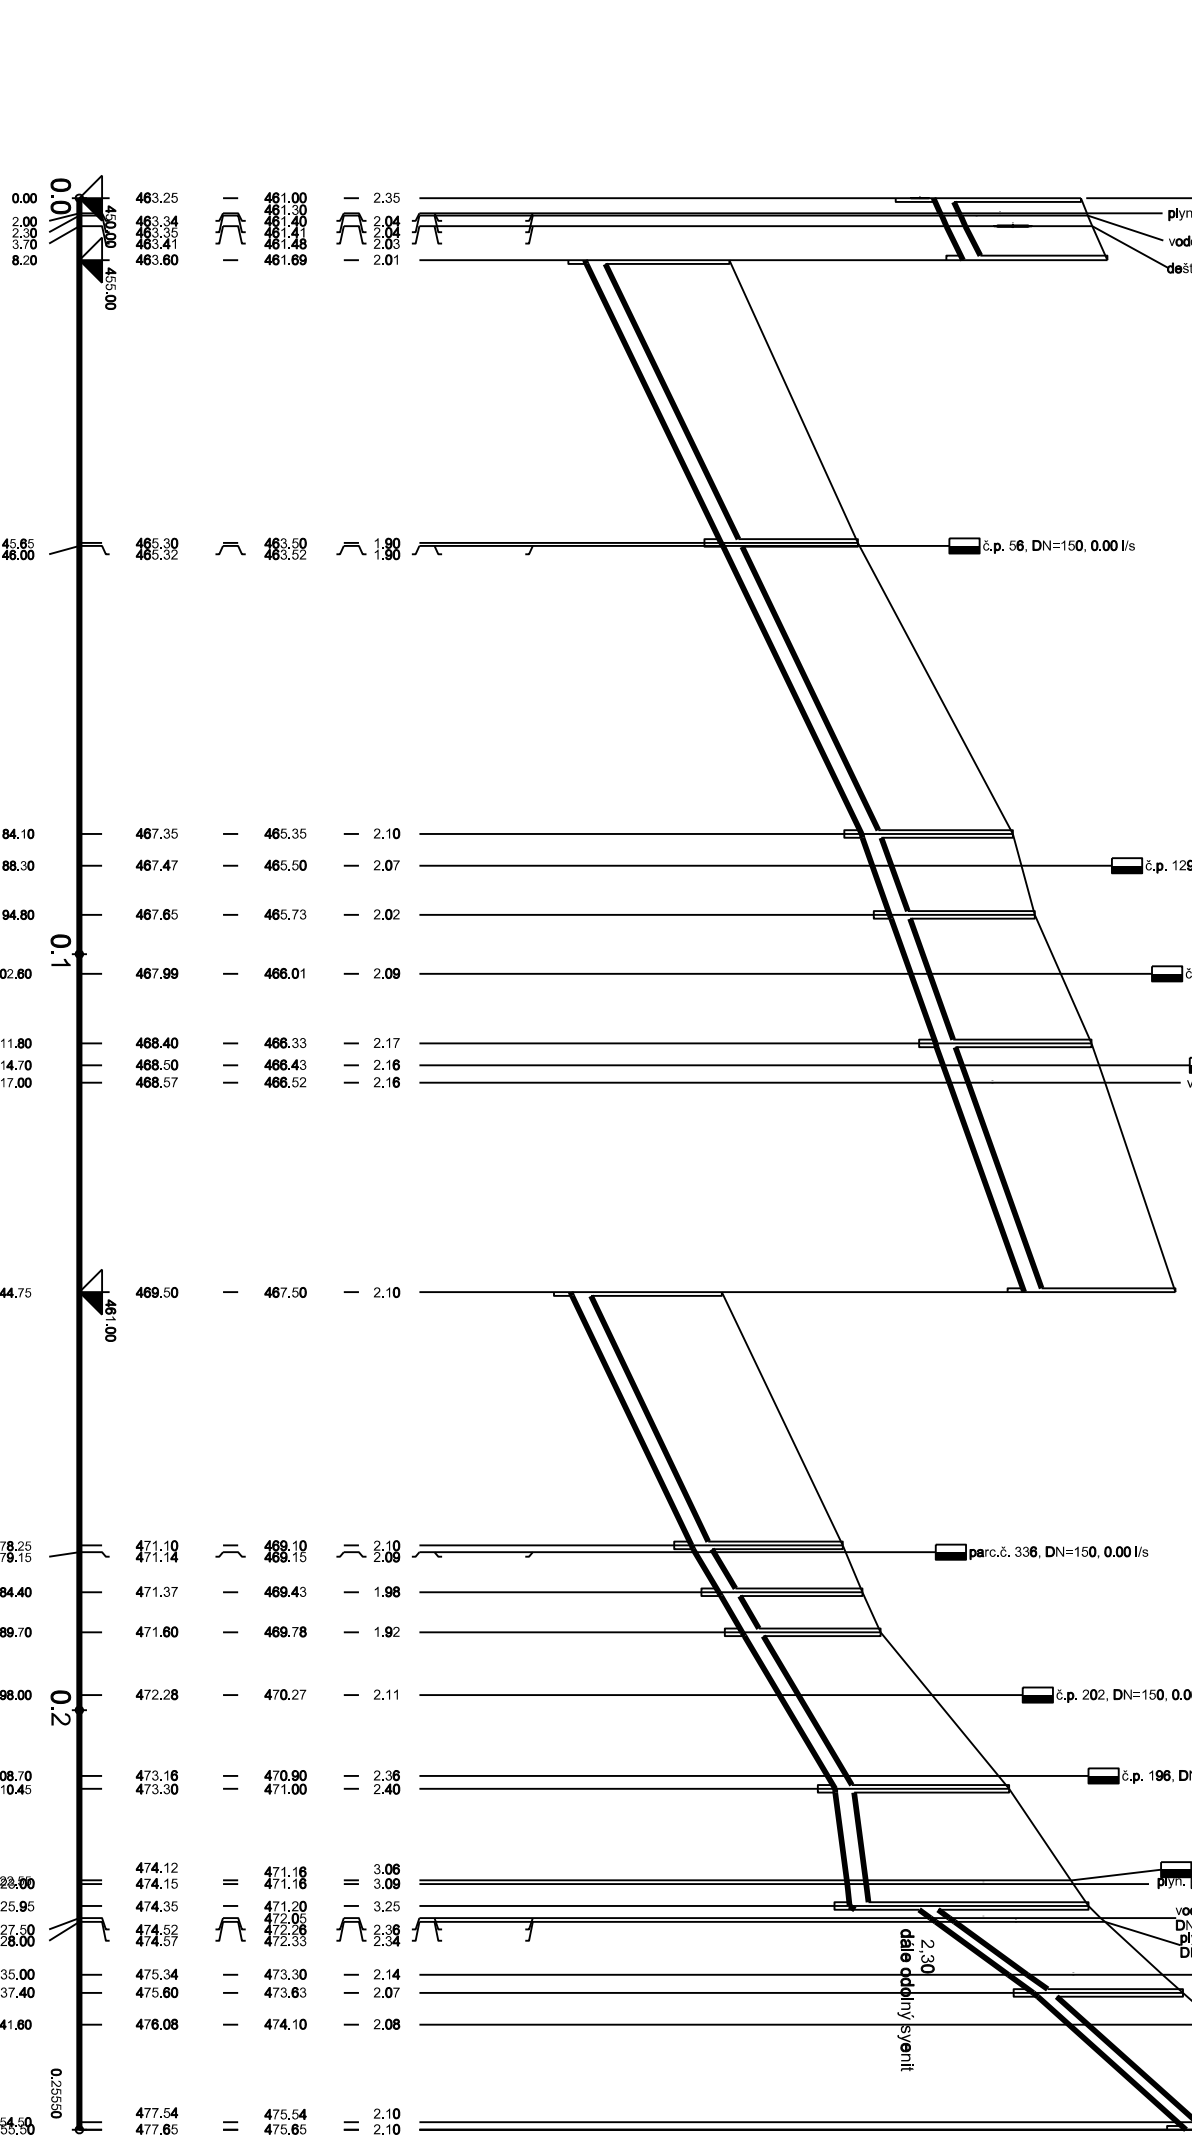 0.00 0.0 463.25 461.00 2.35
461.30
2.00 463.34 461.40 2.04 plyn
2.30 463.35 461.41 2.04
3.70 463.41 461.48 2.03
450.00
8.20 463.60 461.69 2.01
455.00
45.65 465.30 463.50 1.90
46.00 465.32 463.52 1.90 č.p. 56, DN=150, 0.00 l/s
84.10 467.35 465.35 2.10
88.30 467.47 465.50 2.07 č.p. 129
94.80 467.65 465.73 2.02
0.1
02.60 467.99 466.01 2.09 č
11.80 468.40 466.33 2.17
14.70 468.50 466.43 2.16
17.00 468.57 466.52 2.16 v
44.75 469.50 467.50 2.10
461.00
78.25 471.10 469.10 2.10
79.15 471.14 469.15 2.09 parc.č. 336, DN=150, 0.00 l/s
84.40 471.37 469.43 1.98
89.70 471.60 469.78 1.92
98.00 472.28 470.27 2.11 č.p. 202, DN=150, 0.0
0.2
08.70 473.16 470.90 2.36 č.p. 196, DN
10.45 473.30 471.00 2.40
474.12 471.16 3.06
23.00 474.15 471.16 3.09 plyn.
25.95 474.35 471.20 3.25
472.05
27.50 474.52 472.26 2.36
28.00 474.57 472.33 2.34
2,30
dále odolný syenit
35.00 475.34 473.30 2.14
37.40 475.60 473.63 2.07
41.60 476.08 474.10 2.08
0.25550
54.50 477.54 475.54 2.10
55.50 477.65 475.65 2.10